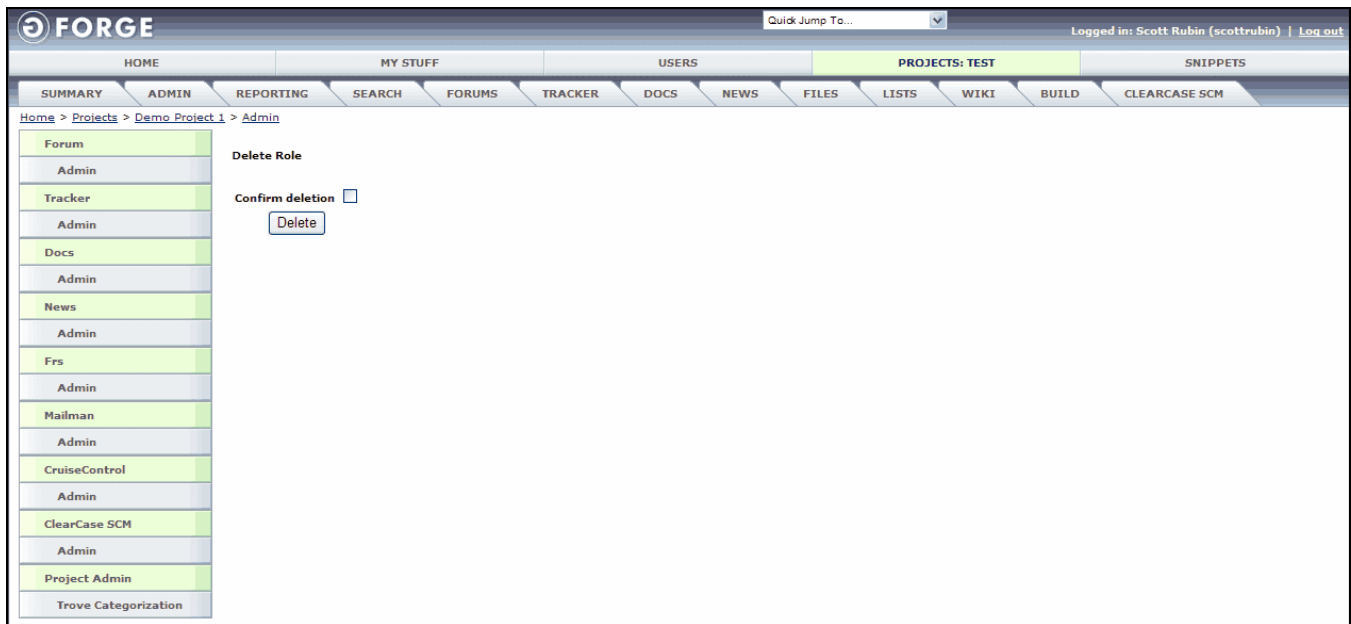 FORGE
Quick Jump To...
Logged in: Scott Rubin (scottrubin) | Log out
HOME MY STUFF USERS PROJECTS: TEST SNIPPETS
SUMMARY ADMIN REPORTING SEARCH FORUMS TRACKER DOCS NEWS FILES LISTS WIKI BUILD CLEARCASE SCM
Home > Projects > Demo Project 1 > Admin
Forum
Admin
Tracker
Admin
Docs
Admin
News
Admin
Frs
Admin
Mailman
Admin
CruiseControl
Admin
ClearCase SCM
Admin
Project Admin
Trove Categorization
Delete Role
Confirm deletion
Delete